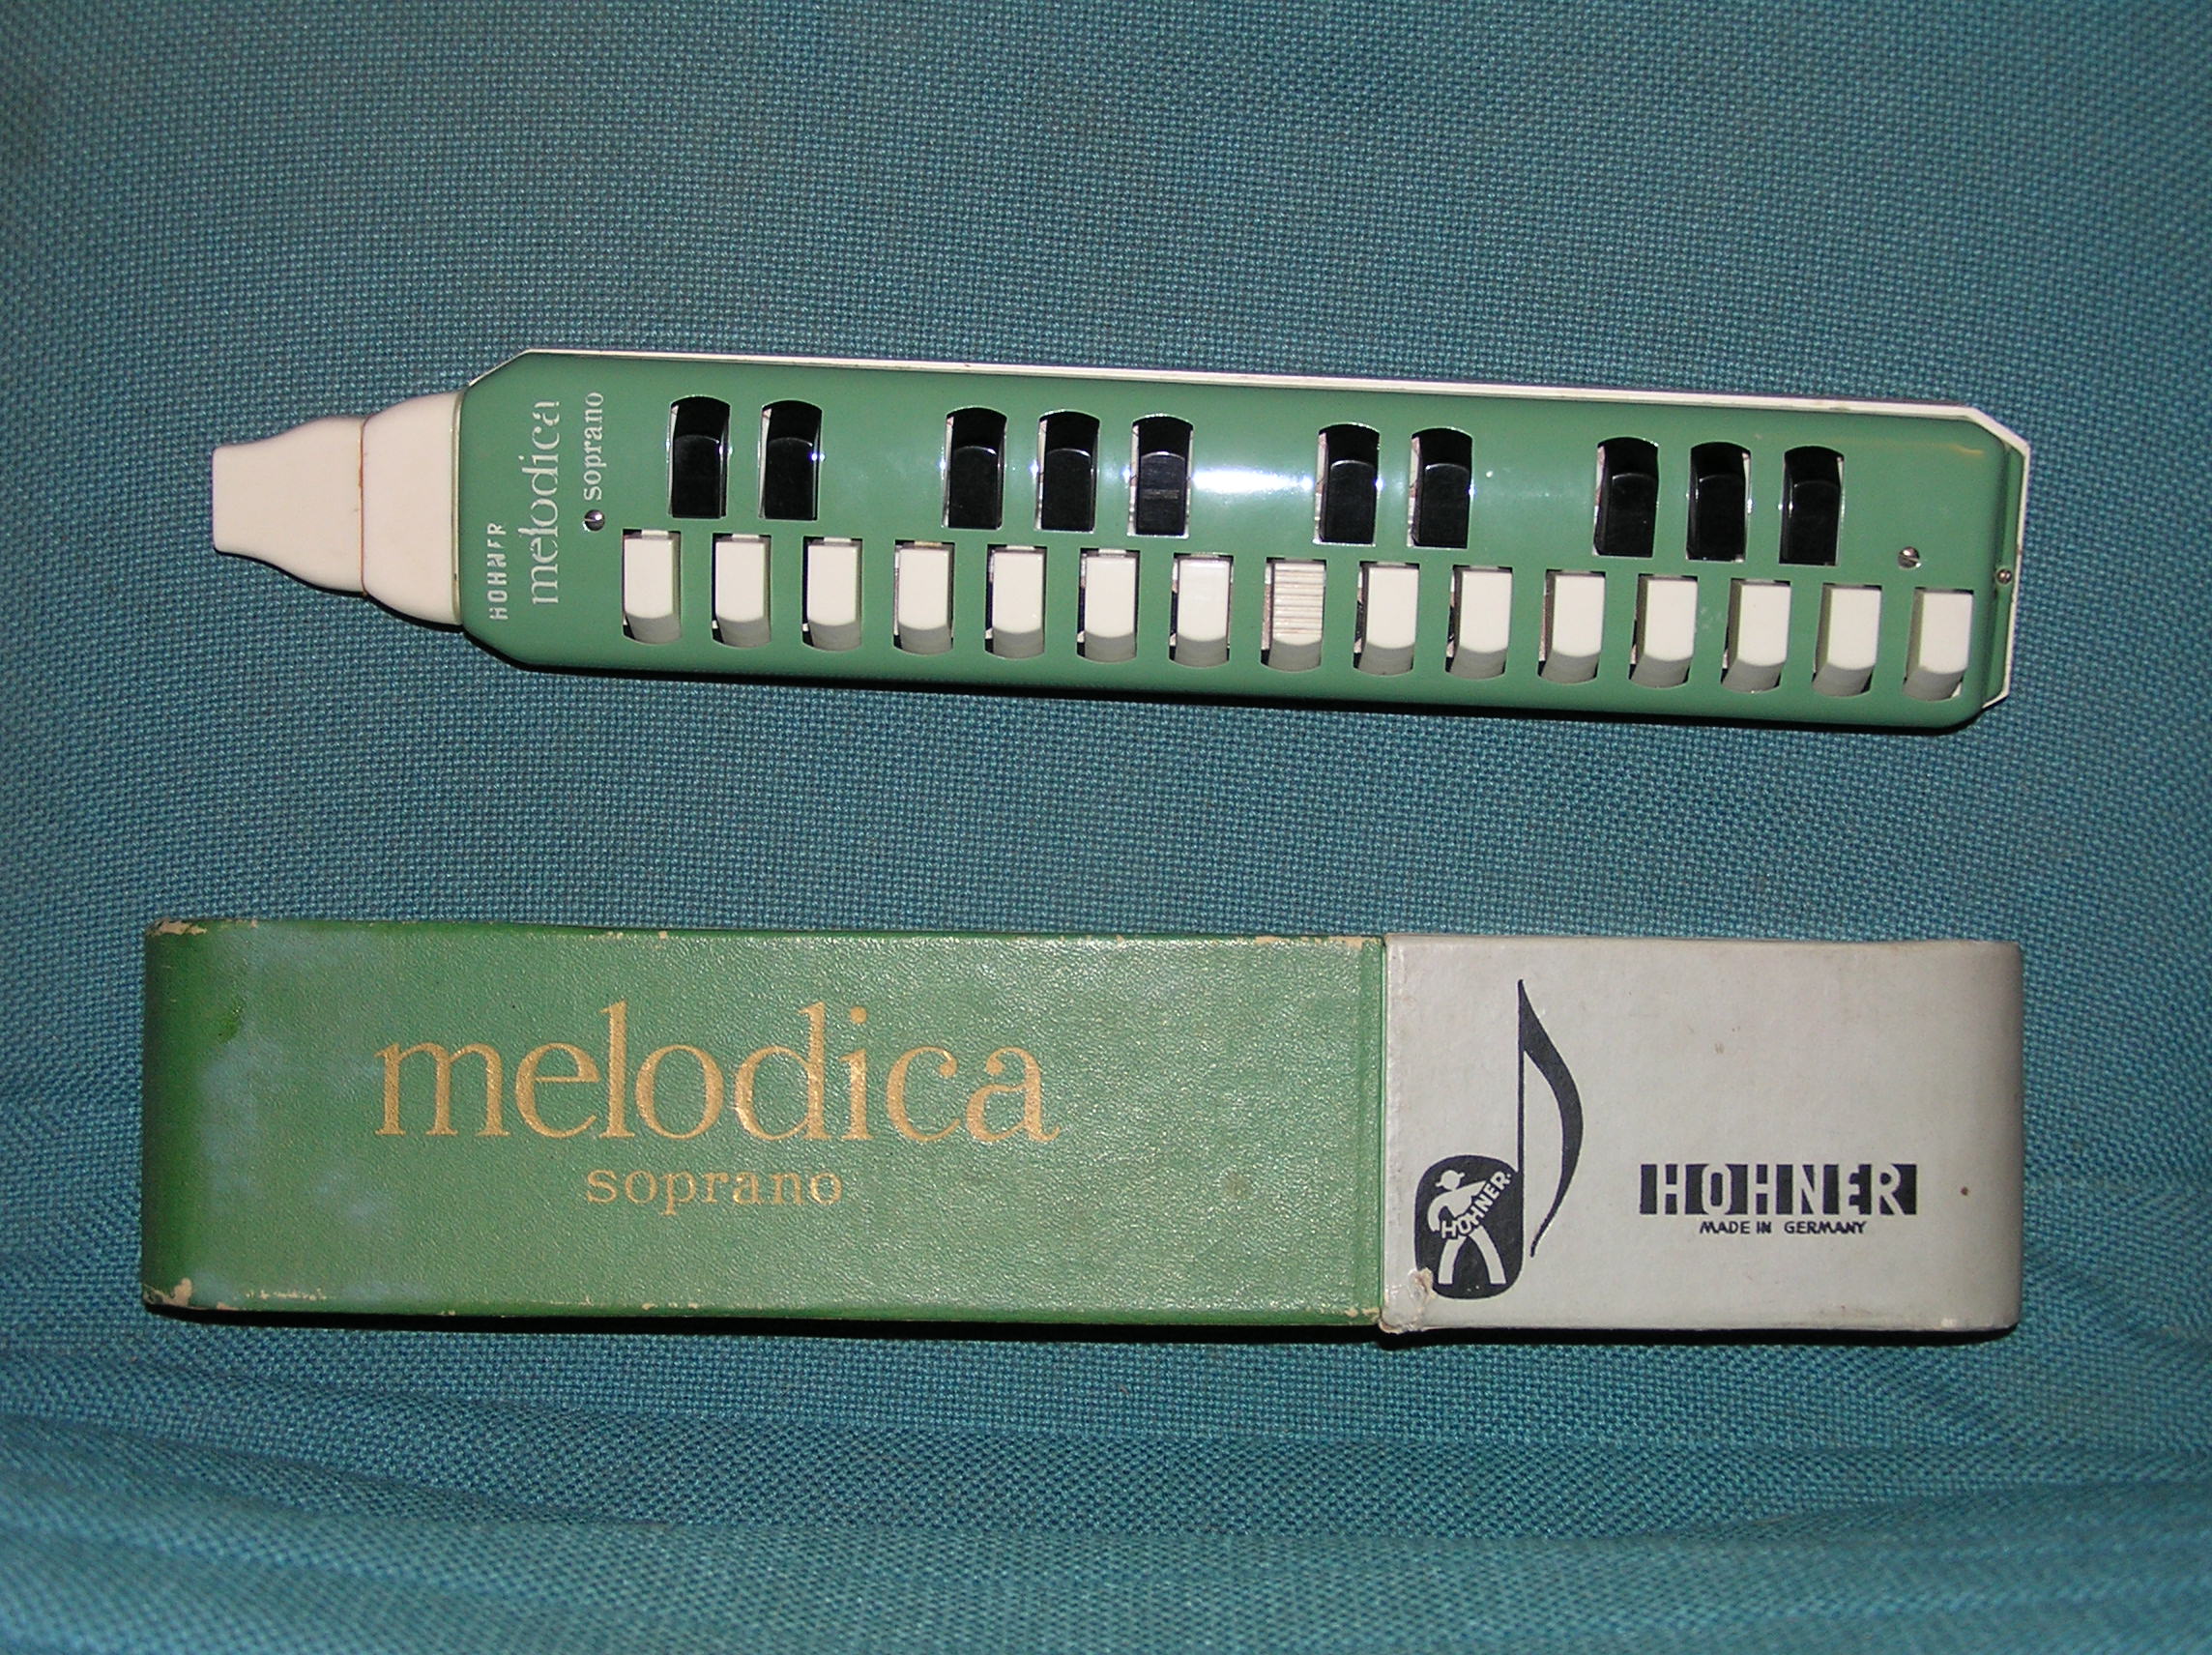 HOHNER
melodica
soprano
melodica
soprano
HOHNER
HOHNER
MADE IN GERMANY